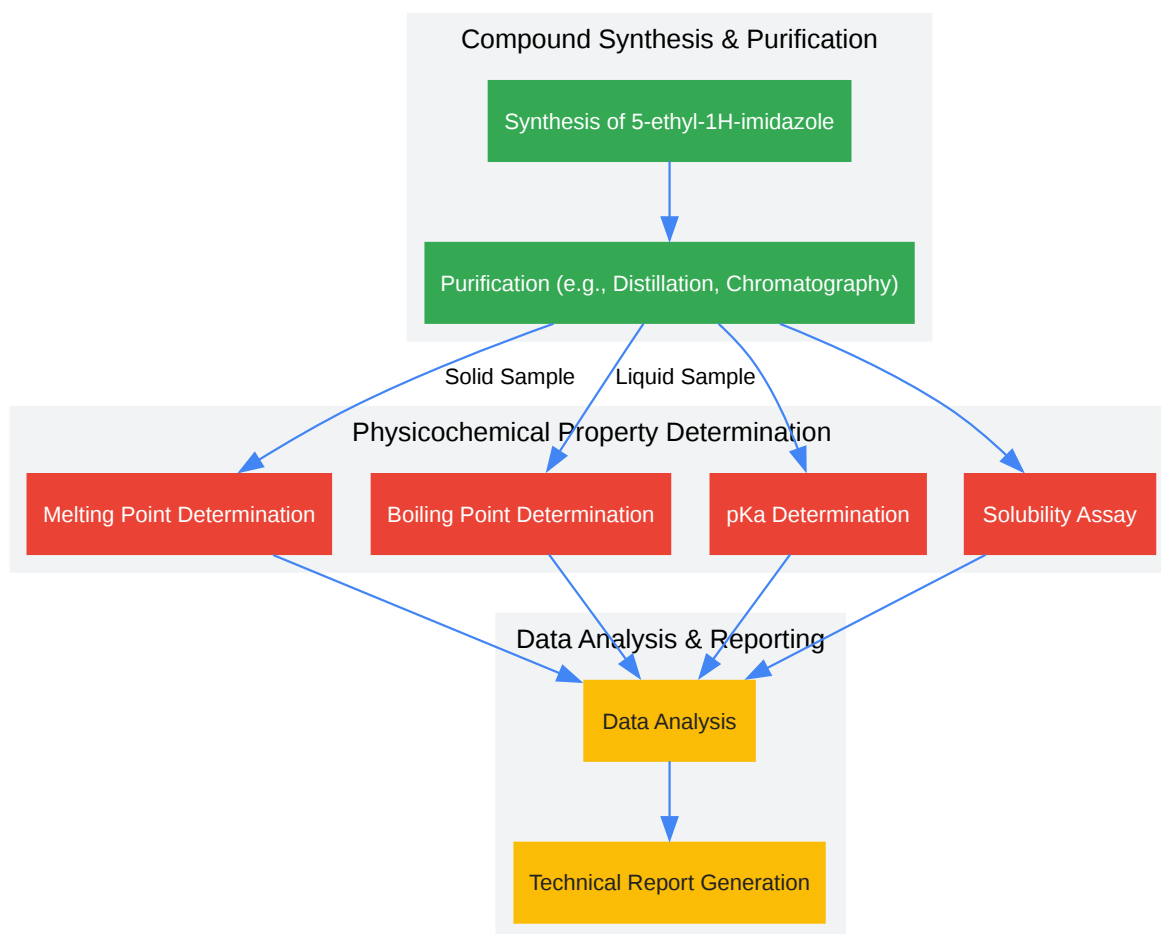 Compound Synthesis & Purification
Synthesis of 5-ethyl-1H-imidazole
Purification (e.g., Distillation, Chromatography)
Solid Sample
Liquid Sample
Physicochemical Property Determination
Melting Point Determination
Boiling Point Determination
pKa Determination
Solubility Assay
Data Analysis & Reporting
Data Analysis
Technical Report Generation